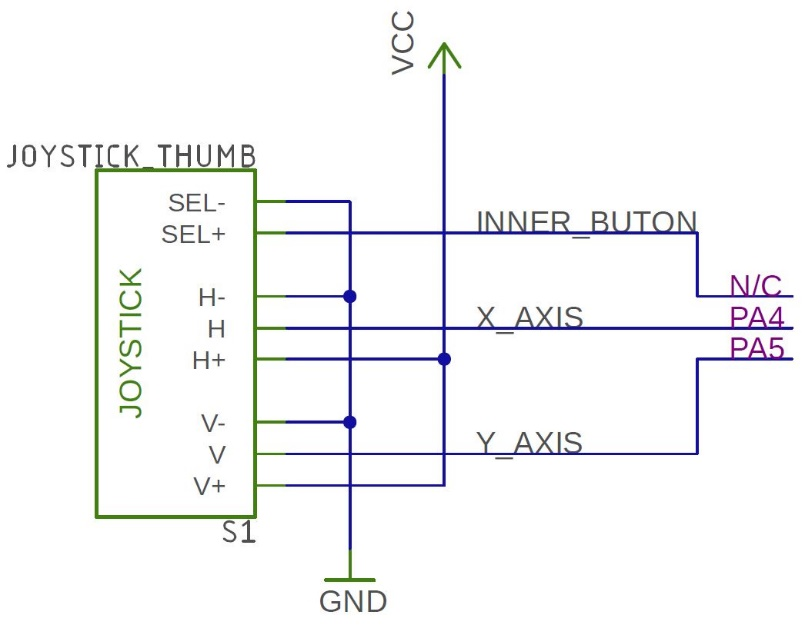 VCC
JOYSTICK_THUMB
SEL-
SEL+
INNER_BUTON
H-
N/C
H
X_AXIS
PA4
H+
PA5
JOYSTICK
V-
V
Y_AXIS
V+
S1
GND